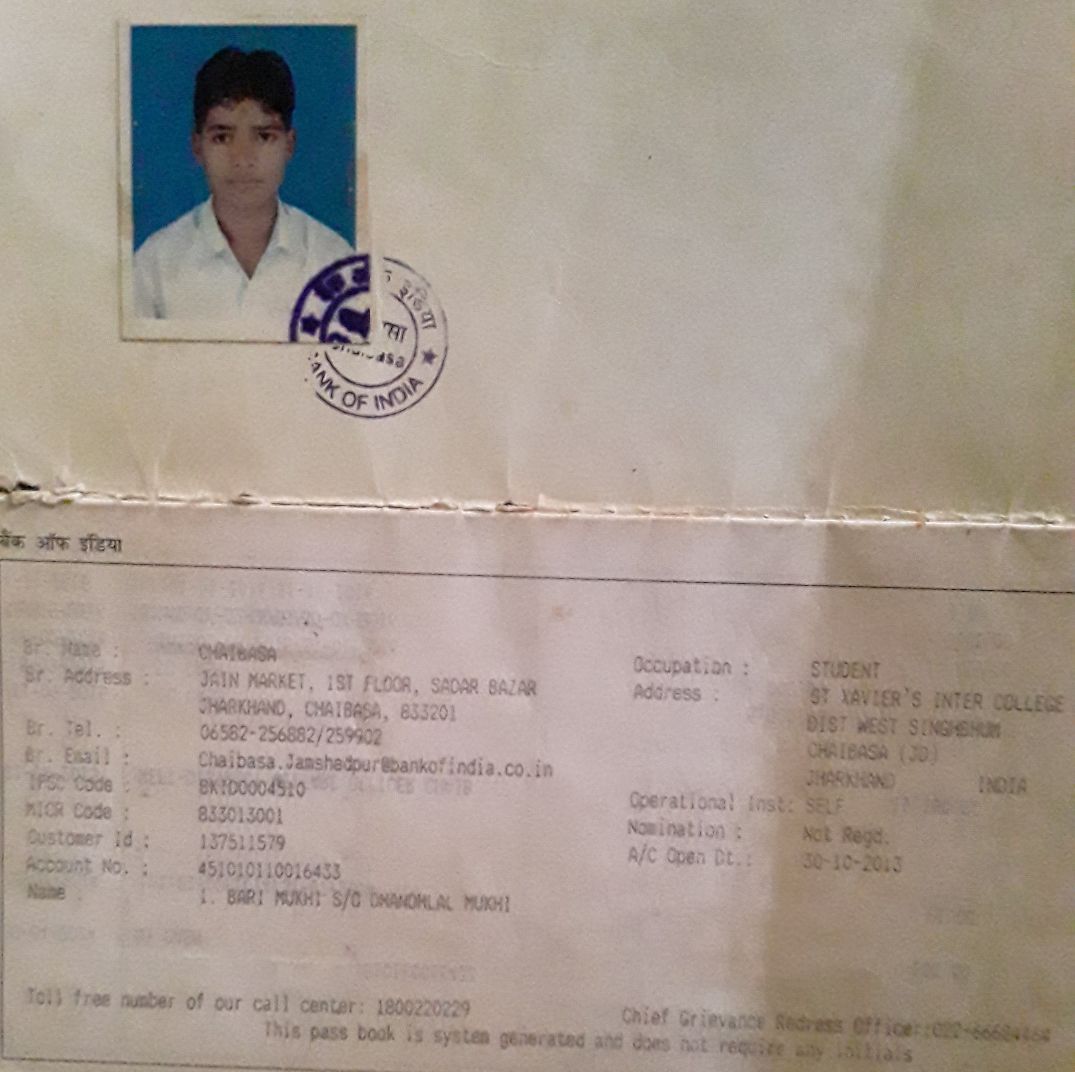 इंडिया
BANK OF INDIA
बैंक ऑफ इंडिया
Br. Name : CHAIBASA
Br. Address : JAIN MARKET, 1ST FLOOR, SADAR BAZAR
JHARKHAND, CHAIBASA, 833201
Br. Tel. : 06582-256882/259902
Br. Email : Chaibasa.Jamshedpur@bankofindia.co.in
IFSC Code : BKID0004510
MICR Code : 833013001
Customer Id : 137511579
Account No. : 451010110016433
Name : 1. BARI MUKHI S/O MUKHI
Occupation : STUDENT
Address : ST XAVIER'S INTER COLLEGE
DIST WEST SINGHBHUM
CHAIBASA (JD)
JHARKHAND INDIA
Operational Inst: SELF
Nomination : Not Regd.
A/C Open Dt.: 30-10-2013
Toll free number of our call center: 1800220229
Chief Grievance Redress Officer:
This pass book is system generated and does not require any initials